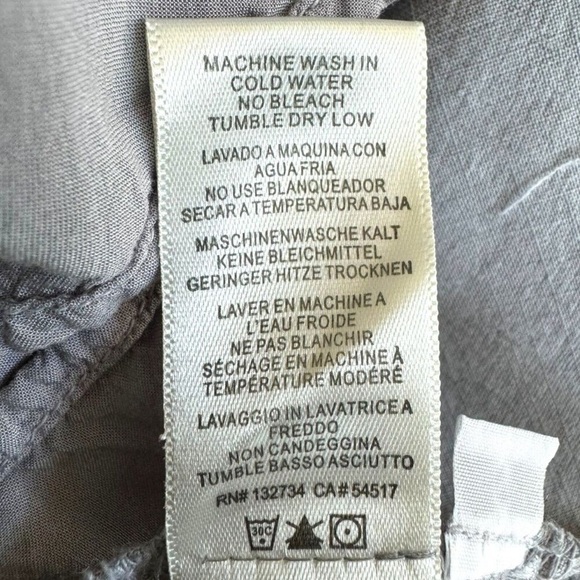 MACHINE WASH IN
COLD WATER
NO BLEACH
TUMBLE DRY LOW
LAVADO A MAQUINA CON
AGUA FRIA
NO USE BLANQUEADOR
SECAR A TEMPERATURA BAJA
MASCHINENWASCHE KALT
KEINE BLEICHMITTEL
GERINGER HITZE TROCKNEN
LAVER EN MACHINE A
L'EAU FROIDE
NE PAS BLANCHIR
SÉCHAGE EN MACHINE À
TEMPÉRATURE MODÉRÉ
LAVAGGIO IN LAVATRICE A
FREDDO
NON CANDEGGINA
TUMBLE BASSO ASCIUTTO
RN# 132734 CA# 54517
30C